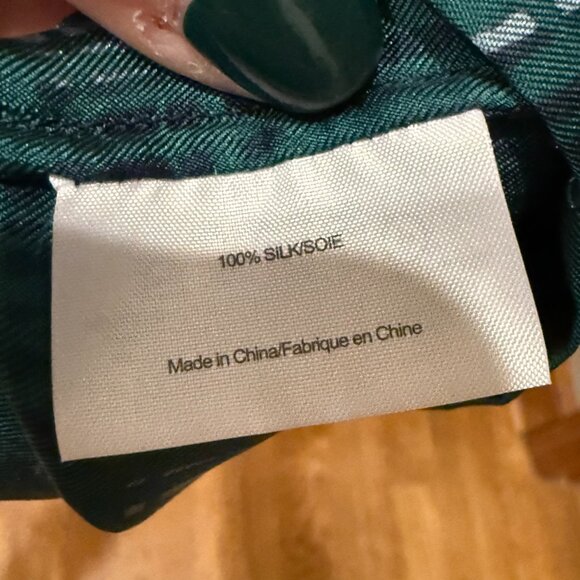 100% SILK/SOIE
Made in China/Fabrique en Chine